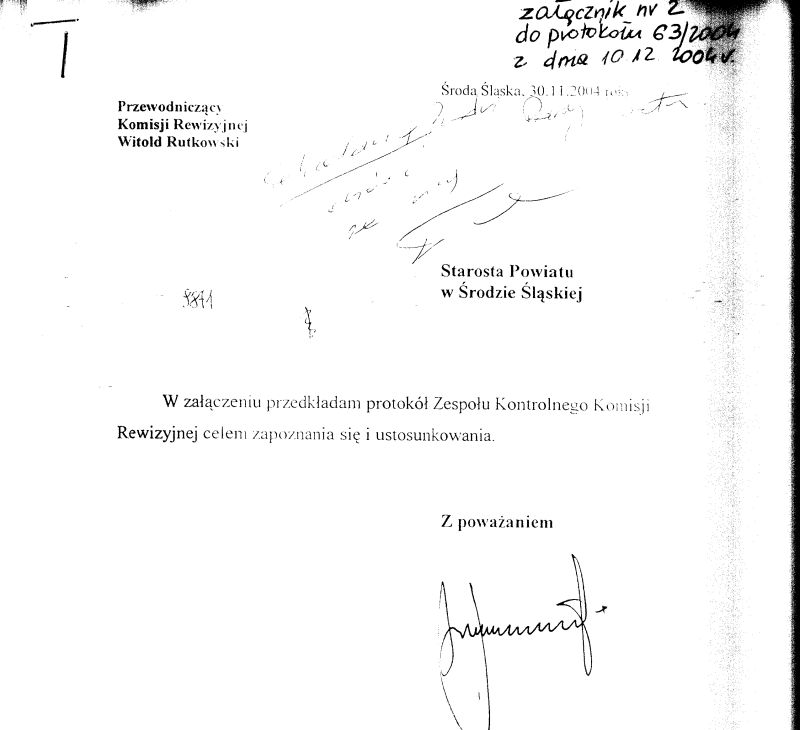 załącznik nr 2
do protokołu 63/2004
z dnia 10 12 2004 r.
Środa Śląska, 30.11.2004 roku
Przewodniczący
Komisji Rewizyjnej
Witold Rutkowski
Starosta Powiatu
w Środzie Śląskiej
W załączeniu przedkładam protokół Zespołu Kontrolnego Komisji
Rewizyjnej celem zapoznania się i ustosunkowania.
Z poważaniem